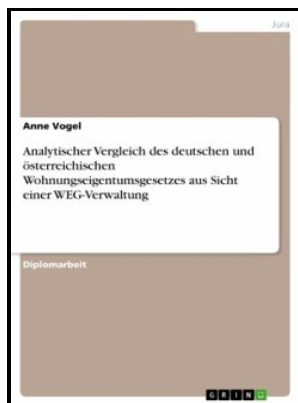 Jura
Anne Vogel
Analytischer Vergleich des deutschen und
österreichischen
Wohnungseigentumsgesetzes aus Sicht
einer WEG-Verwaltung
Diplomarbeit
GRIN